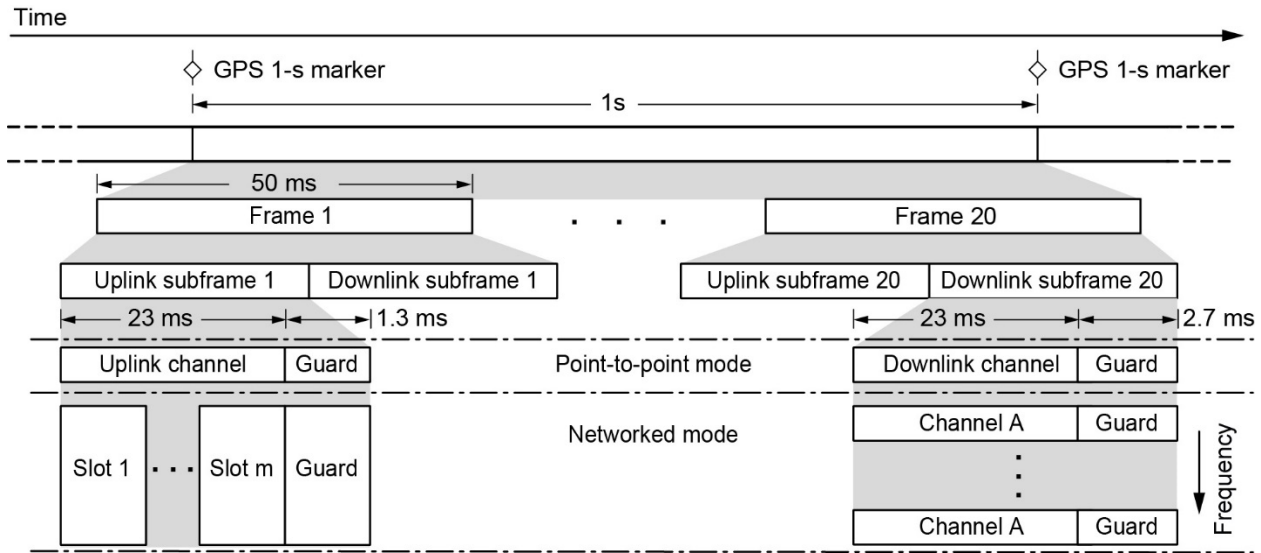 Time
GPS 1-s marker GPS 1-s marker
1s
50 ms
Frame 1 . . . Frame 20
Uplink subframe 1 Downlink subframe 1 Uplink subframe 20 Downlink subframe 20
23 ms 1.3 ms 23 ms 2.7 ms
Uplink channel Guard Point-to-point mode Downlink channel Guard
Channel A Guard
Networked mode
Slot 1 ... Slot m Guard
Channel A Guard
Frequency